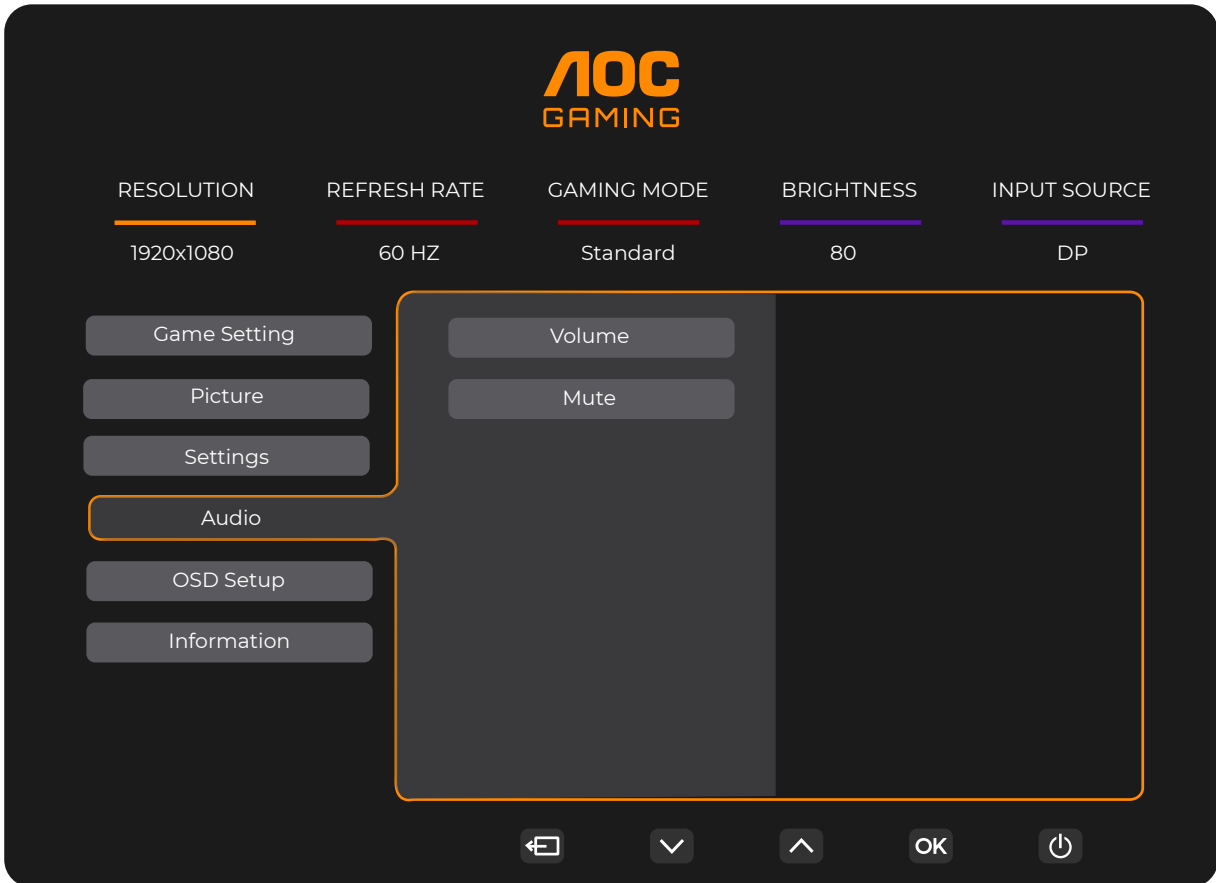 AOC
GAMING
RESOLUTION REFRESH RATE GAMING MODE BRIGHTNESS INPUT SOURCE
1920x1080 60 HZ Standard 80 DP
Game Setting Volume
Picture Mute
Settings
Audio
OSD Setup
Information
OK